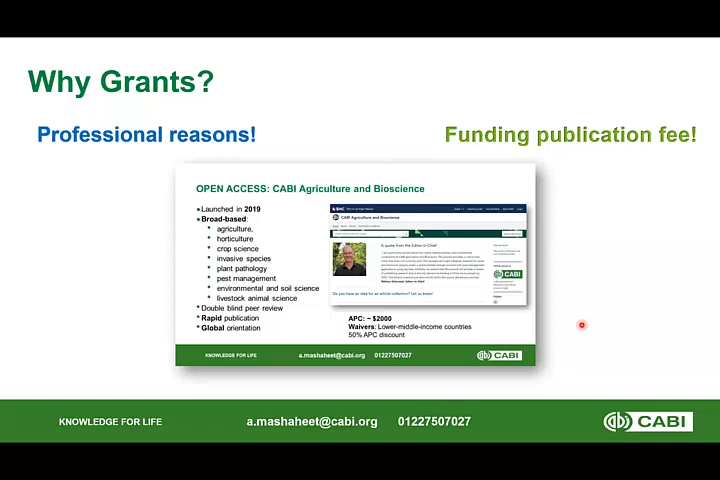 Why Grants?
Professional reasons!
Funding publication fee!
OPEN ACCESS: CABI Agriculture and Bioscience
Launched in 2019
Broad-based:
agriculture,
horticulture
crop science
invasive species
plant pathology
pest management
environmental and soil science
livestock animal science
Double blind peer review
Rapid publication
Global orientation
BMC
CABI Agriculture and Bioscience
A quote from the Editor-in-Chief
Do you have an idea for an article collection? Let us know!
CABI
APC: ~ $2000
Waivers: Lower-middle-income countries
50% APC discount
KNOWLEDGE FOR LIFE
a.mashaheet@cabi.org
01227507027
CABI
KNOWLEDGE FOR LIFE
a.mashaheet@cabi.org
01227507027
CABI